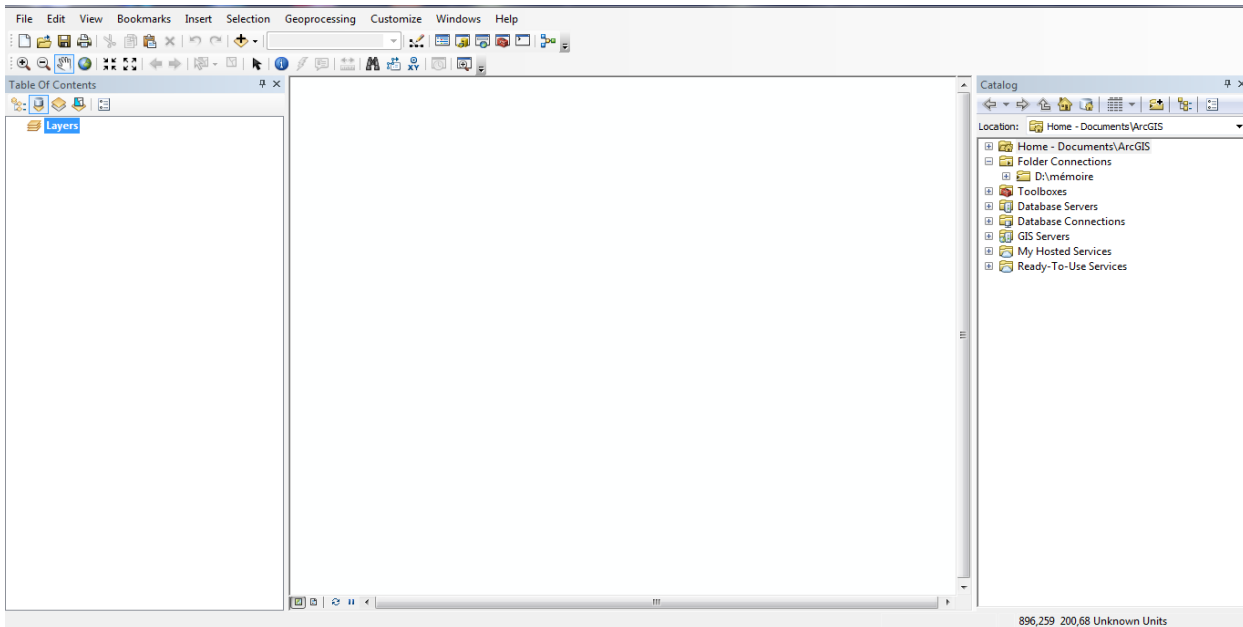 File Edit View Bookmarks Insert Selection Geoprocessing Customize Windows Help
Table Of Contents
Layers
Catalog
Location: Home - Documents\ArcGIS
Home - Documents\ArcGIS
Folder Connections
D:\mémoire
Toolboxes
Database Servers
Database Connections
GIS Servers
My Hosted Services
Ready-To-Use Services
896,259 200,68 Unknown Units